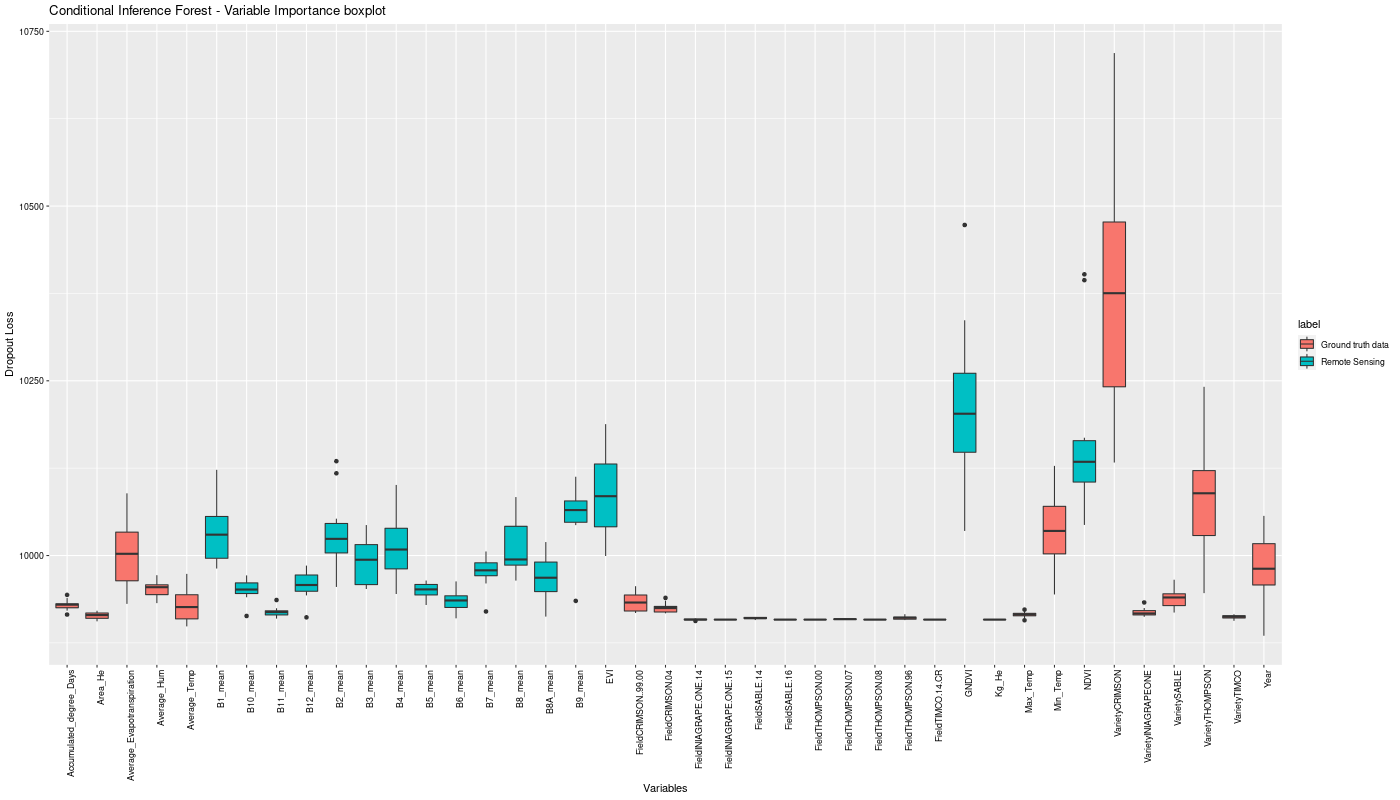 Conditional Inference Forest - Variable Importance boxplot
10750
10500
10250
10000
Dropout Loss
Accumulated_degree_Days
Area_He
Average_Evapotranspiration
Average_Hum
Average_Temp
B1_mean
B10_mean
B11_mean
B12_mean
B2_mean
B3_mean
B4_mean
B5_mean
B6_mean
B7_mean
B8_mean
B8A_mean
B9_mean
EVI
FieldCRIMSON..99.00
FieldCRIMSON.04
FieldINIAGRAPE.ONE.14
FieldINIAGRAPE.ONE.15
FieldSABLE.14
FieldSABLE.16
FieldTHOMPSON.00
FieldTHOMPSON.07
FieldTHOMPSON.08
FieldTHOMPSON.96
FieldTIMCO.14.CR
GNDVI
Kg_He
Max_Temp
Min_Temp
NDVI
VarietyCRIMSON
VarietyINIAGRAPEONE
VarietySABLE
VarietyTHOMPSON
VarietyTIMCO
Year
Variables
label
Ground truth data
Remote Sensing